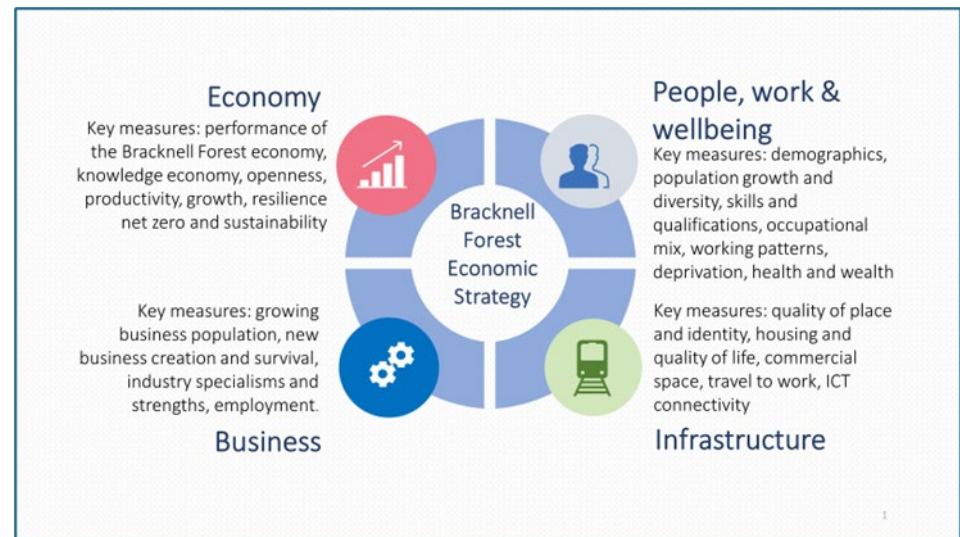 Economy
Key measures: performance of
the Bracknell Forest economy,
knowledge economy, openness,
productivity, growth, resilience
net zero and sustainability
People, work &
wellbeing
Key measures: demographics,
population growth and
diversity, skills and
qualifications, occupational
mix, working patterns,
deprivation, health and wealth
Bracknell
Forest
Economic
Strategy
Key measures: growing
business population, new
business creation and survival,
industry specialisms and
strengths, employment.
Business
Key measures: quality of place
and identity, housing and
quality of life, commercial
space, travel to work, ICT
connectivity
Infrastructure
1